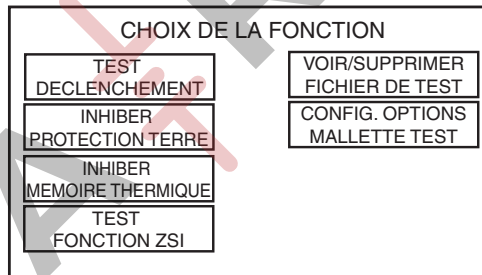 CHOIX DE LA FONCTION
TEST
DECLENCHEMENT
INHIBER
PROTECTION TERRE
INHIBER
MEMOIRE THERMIQUE
TEST
FONCTION ZSI
VOIR/SUPPRIMER
FICHIER DE TEST
CONFIG. OPTIONS
MALLETTE TEST